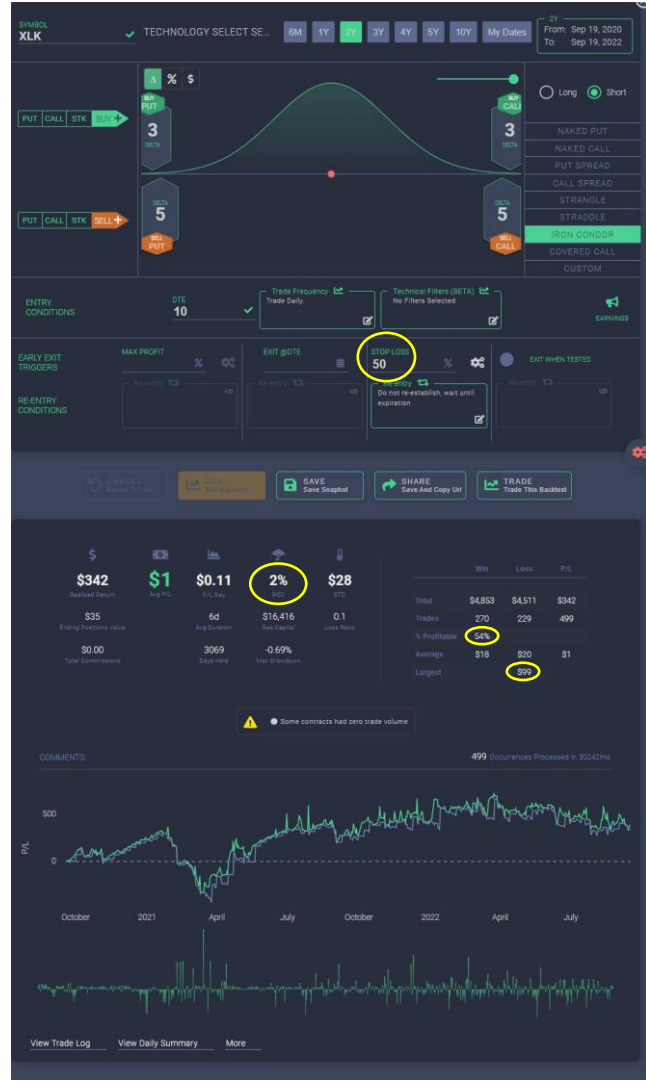 SYMBOL
XLK
TECHNOLOGY SELECT SE...
6M 1Y 2Y 3Y 4Y 5Y 10Y My Dates
2Y
From: Sep 19, 2020
To: Sep 19, 2022
Δ % $
BUY
PUT
3
DELTA
BUY
CALL
3
DELTA
Long Short
PUT CALL STK BUY +
NAKED PUT
NAKED CALL
PUT SPREAD
CALL SPREAD
STRANGLE
STRADDLE
IRON CONDOR
COVERED CALL
CUSTOM
PUT CALL STK SELL +
DELTA
5
SELL
PUT
DELTA
5
SELL
CALL
ENTRY
CONDITIONS
DTE
10
Trade Frequency
Trade Daily.
Technical Filters (BETA)
No Filters Selected
EARNINGS
EARLY EXIT
TRIGGERS
MAX PROFIT
%
EXIT @DTE
STOP LOSS
50 %
EXIT WHEN TESTED
RE-ENTRY
CONDITIONS
Re-entry
Re-entry
Re-entry
Do not re-establish, wait until
expiration
Re-entry
CANCEL
SAVE
Save Snaphot
SHARE
Save And Copy Url
TRADE
Trade This Backtest
$342
Realized Return
$1
Avg P/L
$0.11
P/L Day
2%
ROC
$28
STO
$35
Ending Positions Value
6d
Avg Duration
$16,416
Req Capital
0.1
Loss Ratio
$0.00
Total Commissions
3069
Days Held
-0.69%
Max Drawdown
Win Loss P/L
Total $4,853 $4,511 $342
Trades 270 229 499
% Profitable 54%
Average $18 $20 $1
Largest $99
Some contracts had zero trade volume
COMMENTS:
499 Occurrences Processed in 30242ms
500
P/L
0
October 2021 April July October 2022 April July
View Trade Log View Daily Summary More